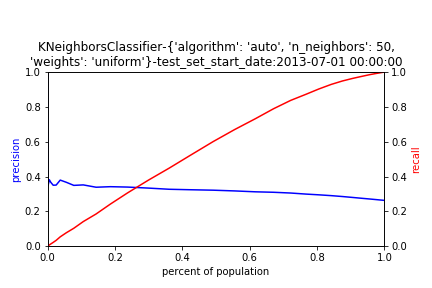 KNeighborsClassifier-{'algorithm': 'auto', 'n_neighbors': 50,
'weights': 'uniform'}-test_set_start_date:2013-07-01 00:00:00
1.0
0.8
0.6
0.4
0.2
0.0
precision
1.0
0.8
0.6
0.4
0.2
0.0
recall
0.0 0.2 0.4 0.6 0.8 1.0
percent of population